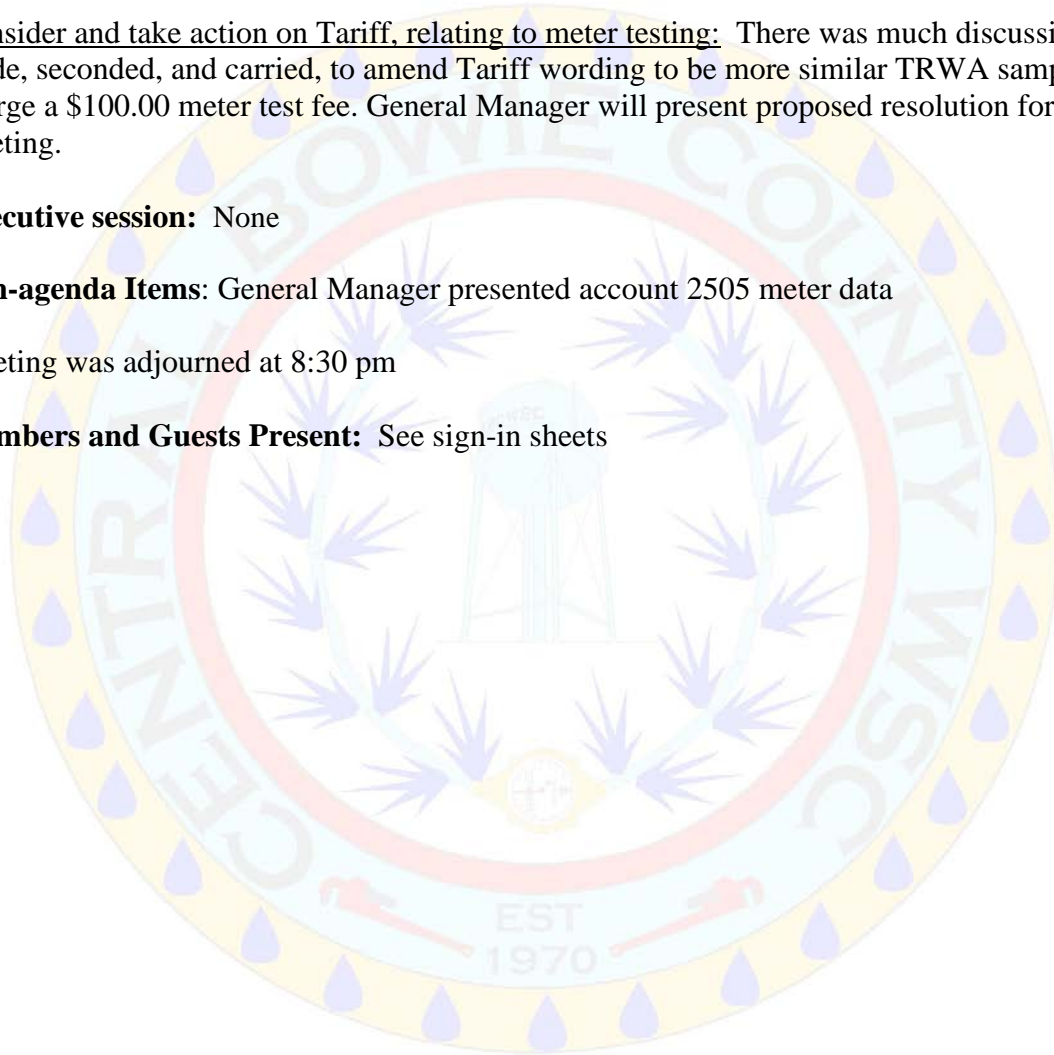 nsider and take action on Tariff, relating to meter testing: There was much discussi
de, seconded, and carried, to amend Tariff wording to be more similar TRWA samp
rge a $100.00 meter test fee. General Manager will present proposed resolution for
eting.
ecutive session: None
n-agenda Items: General Manager presented account 2505 meter data
eting was adjourned at 8:30 pm
mbers and Guests Present: See sign-in sheets
CENTRAL BOWIE COUNTY WSC
EST
1970